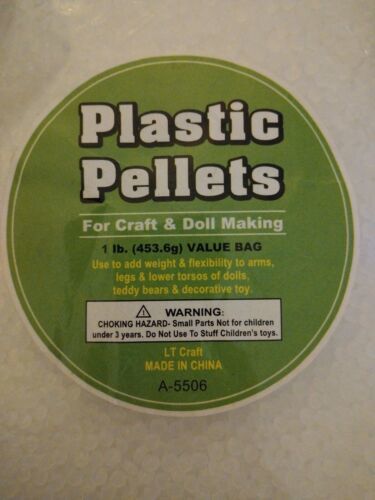 Plastic
Pellets
For Craft & Doll Making
1 lb. (453.6g) VALUE BAG
Use to add weight & flexibility to arms,
legs & lower torsos of dolls,
teddy bears & decorative toy.
WARNING:
CHOKING HAZARD- Small Parts Not for children
under 3 years. Do Not Use To Stuff Children's toys.
LT Craft
MADE IN CHINA
A-5506